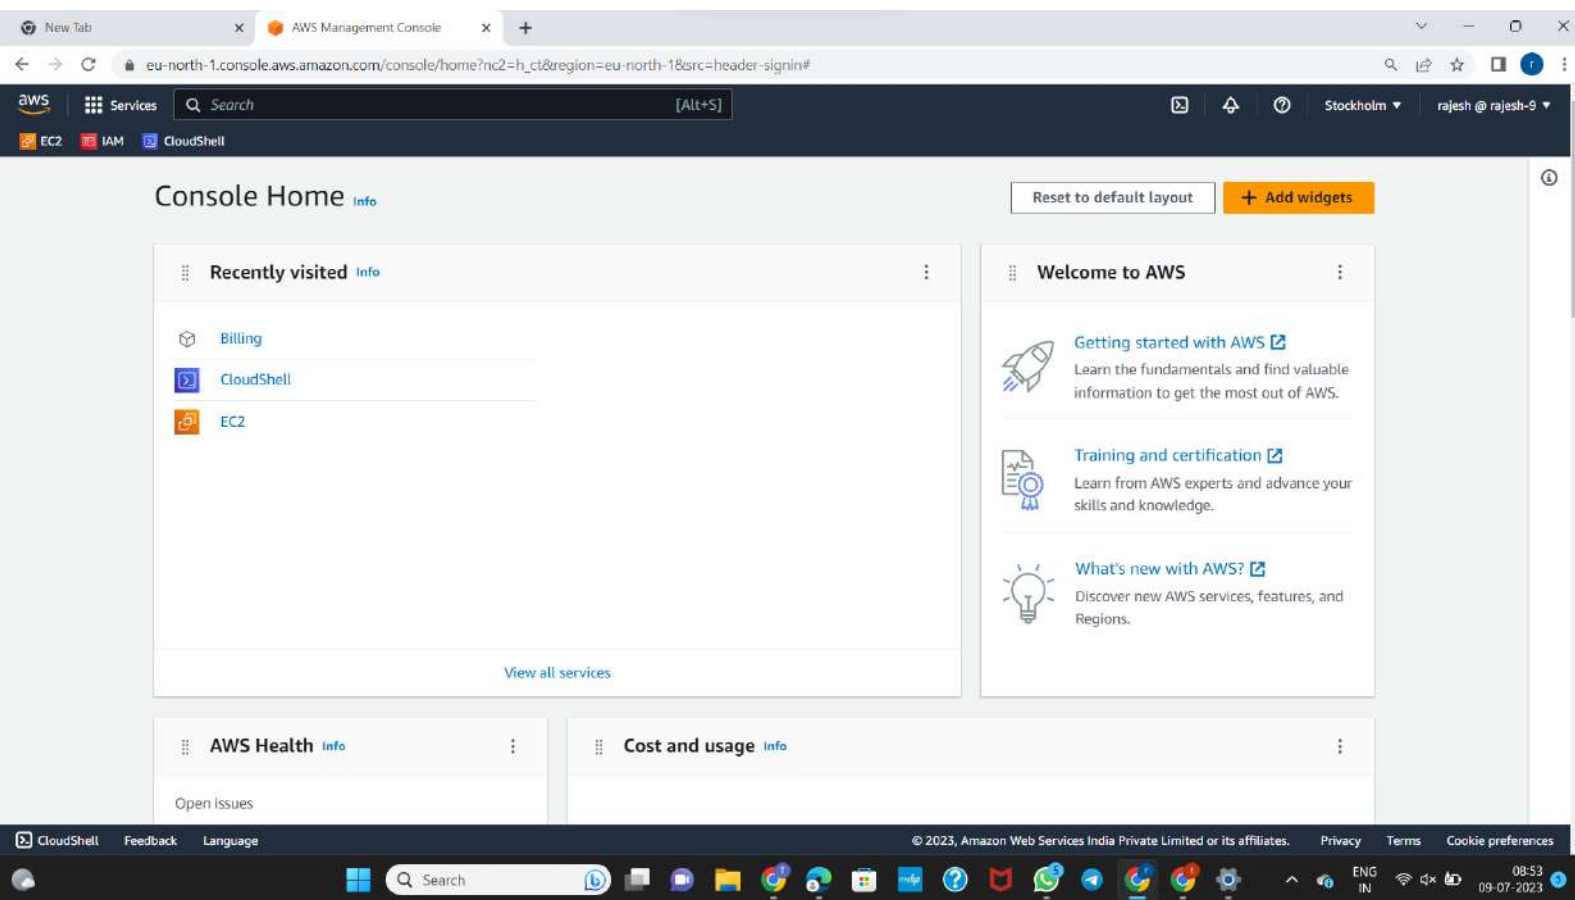 New Tab
AWS Management Console
eu-north-1.console.aws.amazon.com/console/home?nc2=h_ct&region=eu-north-1&src=header-signin#
r
aws
Services
Search
[Alt+S]
Stockholm
rajesh @ rajesh-9
EC2
IAM
CloudShell
Console Home Info
Reset to default layout
Add widgets
Recently visited Info
Billing
CloudShell
EC2
View all services
Welcome to AWS
Getting started with AWS
Learn the fundamentals and find valuable
information to get the most out of AWS.
Training and certification
Learn from AWS experts and advance your
skills and knowledge.
What's new with AWS?
Discover new AWS services, features, and
Regions.
AWS Health Info
Open issues
Cost and usage Info
CloudShell
Feedback
Language
© 2023, Amazon Web Services India Private Limited or its affiliates.
Privacy
Terms
Cookie preferences
Search
ENG
IN
08:53
09-07-2023